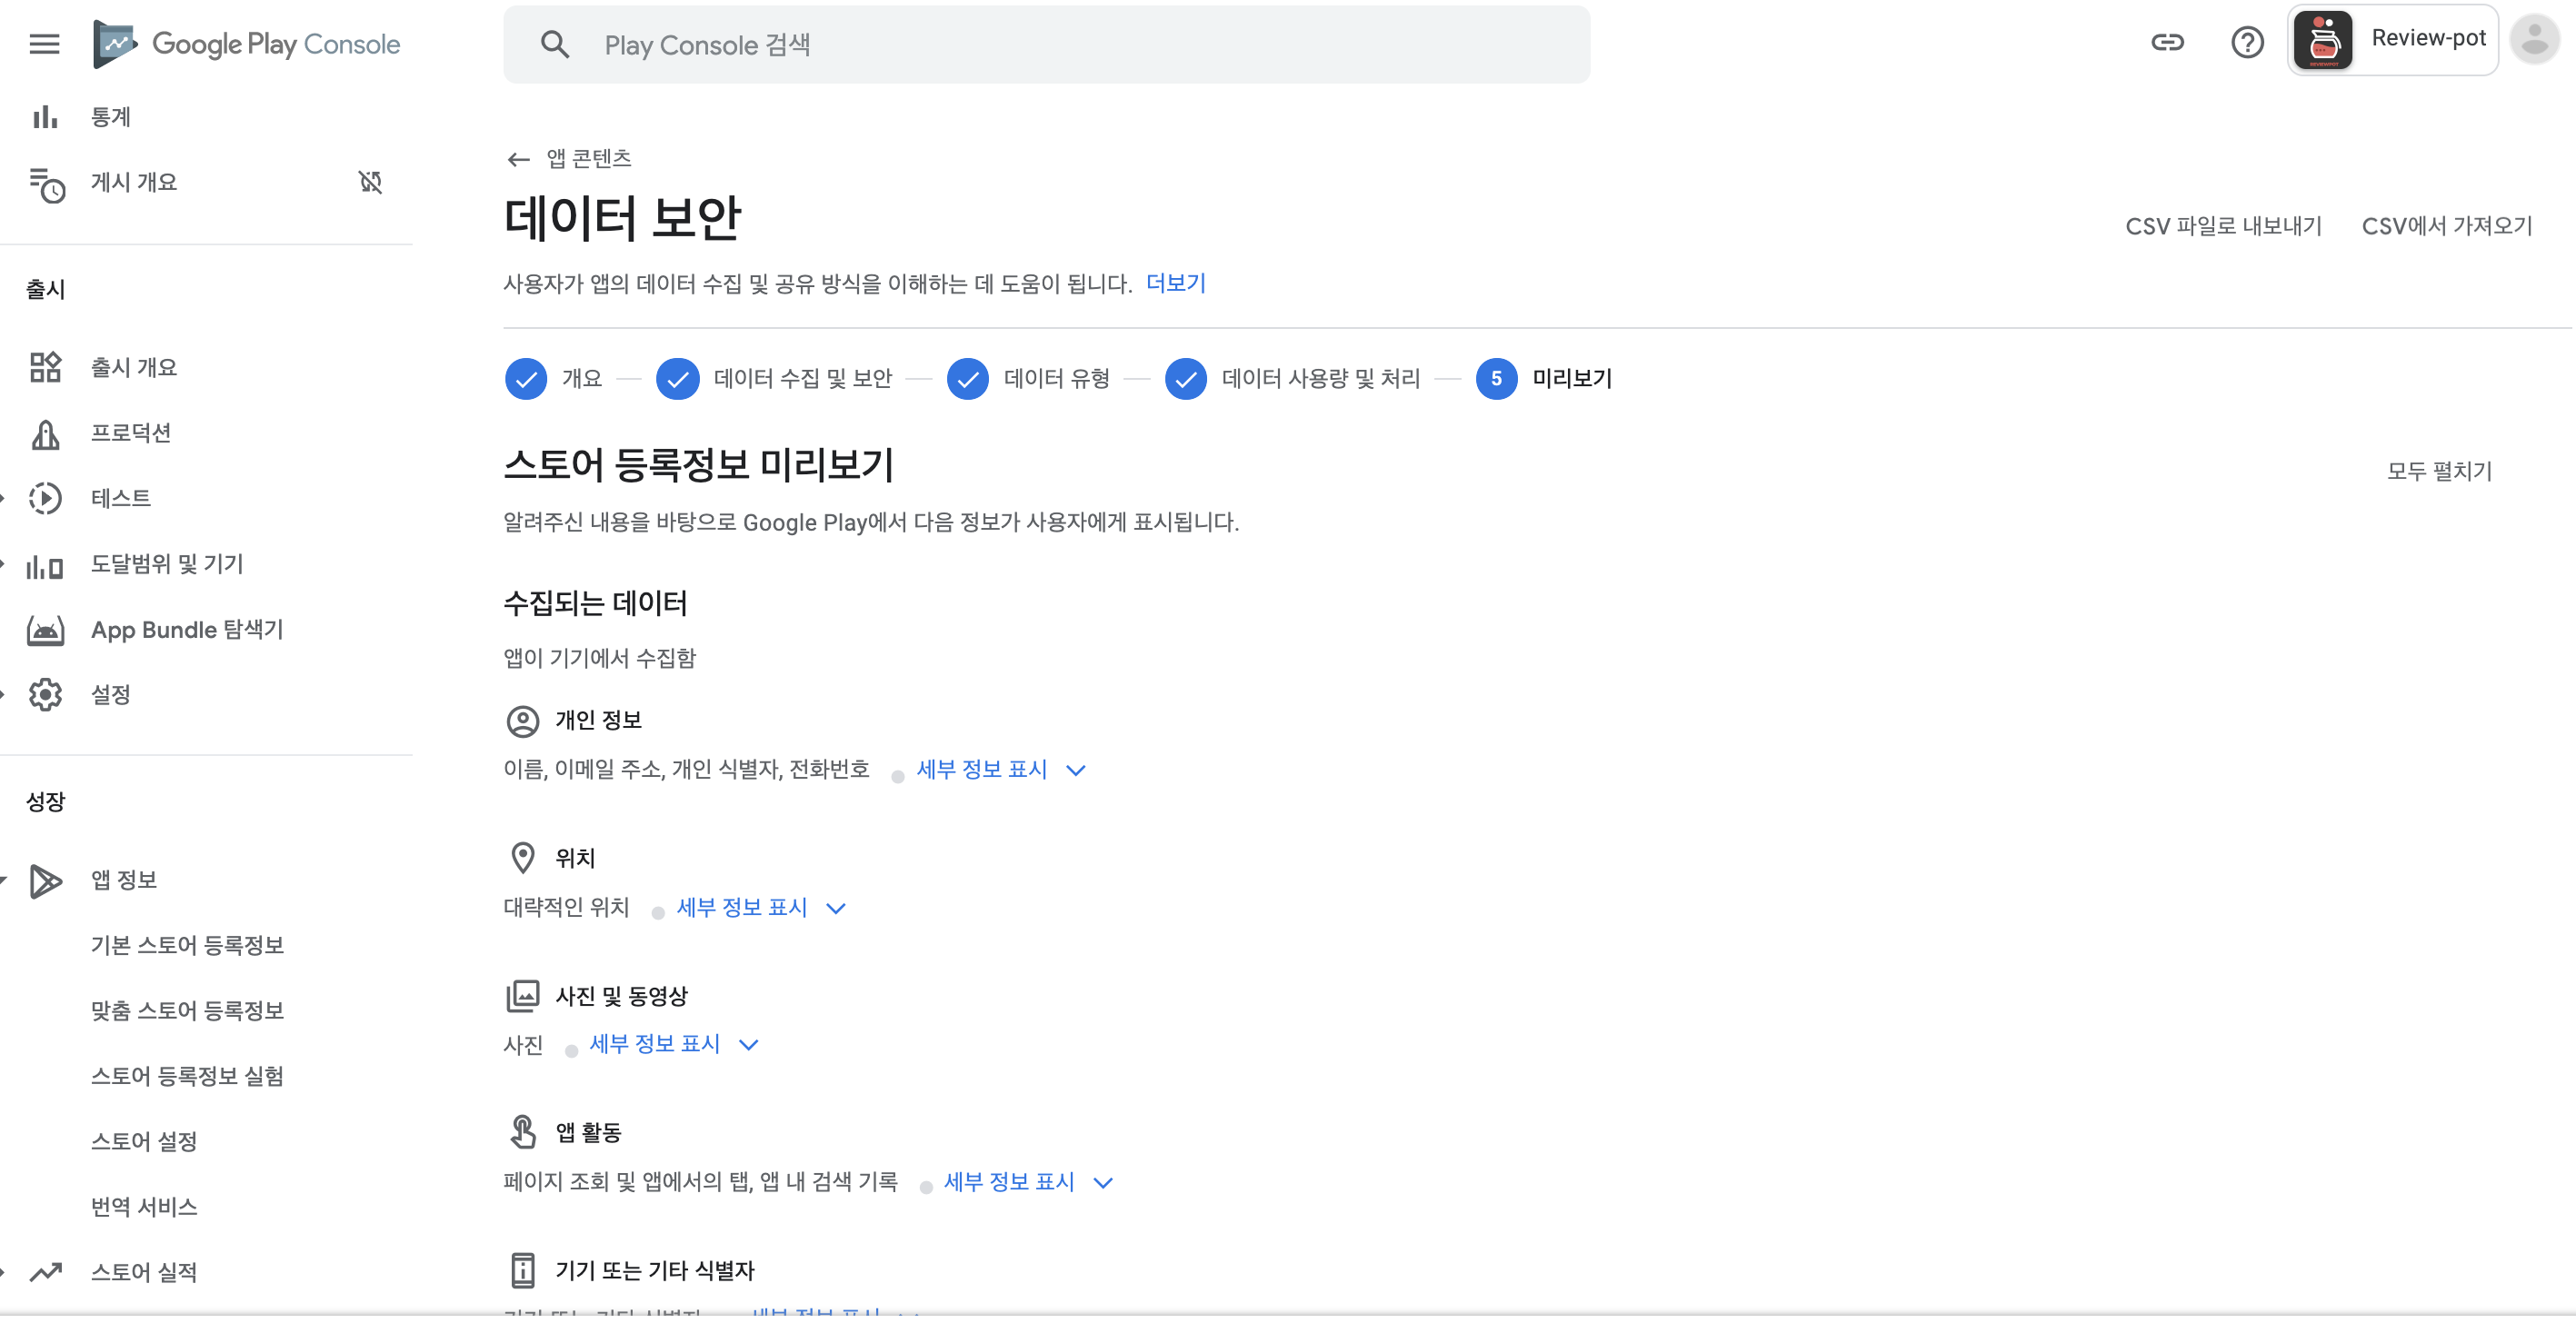 Google Play Console
Play Console 검색
Review-pot
통계
게시 개요
출시
출시 개요
프로덕션
테스트
도달범위 및 기기
App Bundle 탐색기
설정
성장
앱 정보
기본 스토어 등록정보
맞춤 스토어 등록정보
스토어 등록정보 실험
스토어 설정
번역 서비스
스토어 실적
앱 콘텐츠
데이터 보안
CSV 파일로 내보내기 CSV에서 가져오기
사용자가 앱의 데이터 수집 및 공유 방식을 이해하는 데 도움이 됩니다. 더보기
개요 데이터 수집 및 보안 데이터 유형 데이터 사용량 및 처리 5 미리보기
스토어 등록정보 미리보기
모두 펼치기
알려주신 내용을 바탕으로 Google Play에서 다음 정보가 사용자에게 표시됩니다.
수집되는 데이터
앱이 기기에서 수집함
개인 정보
이름, 이메일 주소, 개인 식별자, 전화번호 세부 정보 표시
위치
대략적인 위치 세부 정보 표시
사진 및 동영상
사진 세부 정보 표시
앱 활동
페이지 조회 및 앱에서의 탭, 앱 내 검색 기록 세부 정보 표시
기기 또는 기타 식별자